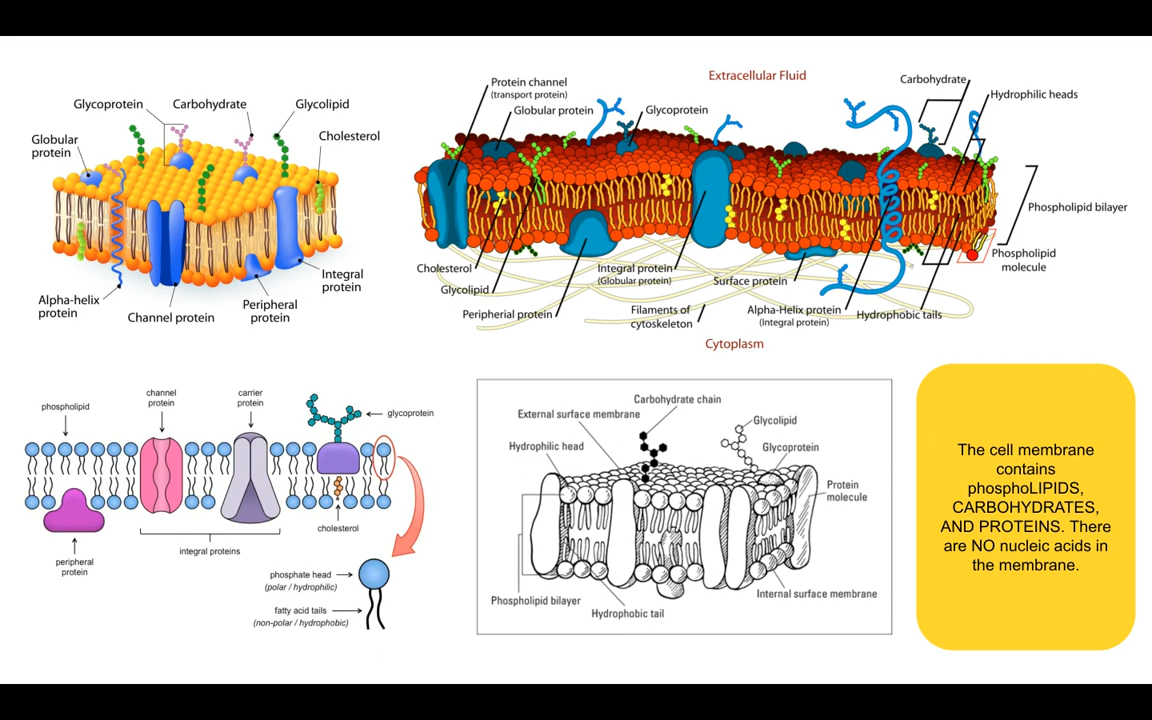 Glycoprotein
Carbohydrate
Glycolipid
Globular
protein
Cholesterol
Alpha-helix
protein
Channel protein
Peripheral
protein
Integral
protein
Extracellular Fluid
Protein channel
(transport protein)
Globular protein
Glycoprotein
Carbohydrate
Hydrophilic heads
Phospholipid bilayer
Phospholipid
molecule
Cholesterol
Glycolipid
Peripherial protein
Integral protein
(Globular protein)
Filaments of
cytoskeleton
Surface protein
Alpha-Helix protein
(Integral protein)
Hydrophobic tails
Cytoplasm
phospholipid
channel
protein
carrier
protein
glycoprotein
cholesterol
integral proteins
peripheral
protein
phosphate head
(polar / hydrophilic)
fatty acid tails
(non-polar / hydrophobic)
Carbohydrate chain
External surface membrane
Glycolipid
Hydrophilic head
Glycoprotein
Protein
molecule
Phospholipid bilayer
Hydrophobic tail
Internal surface membrane
The cell membrane
contains
phosphoLIPIDS,
CARBOHYDRATES,
AND PROTEINS. There
are NO nucleic acids in
the membrane.